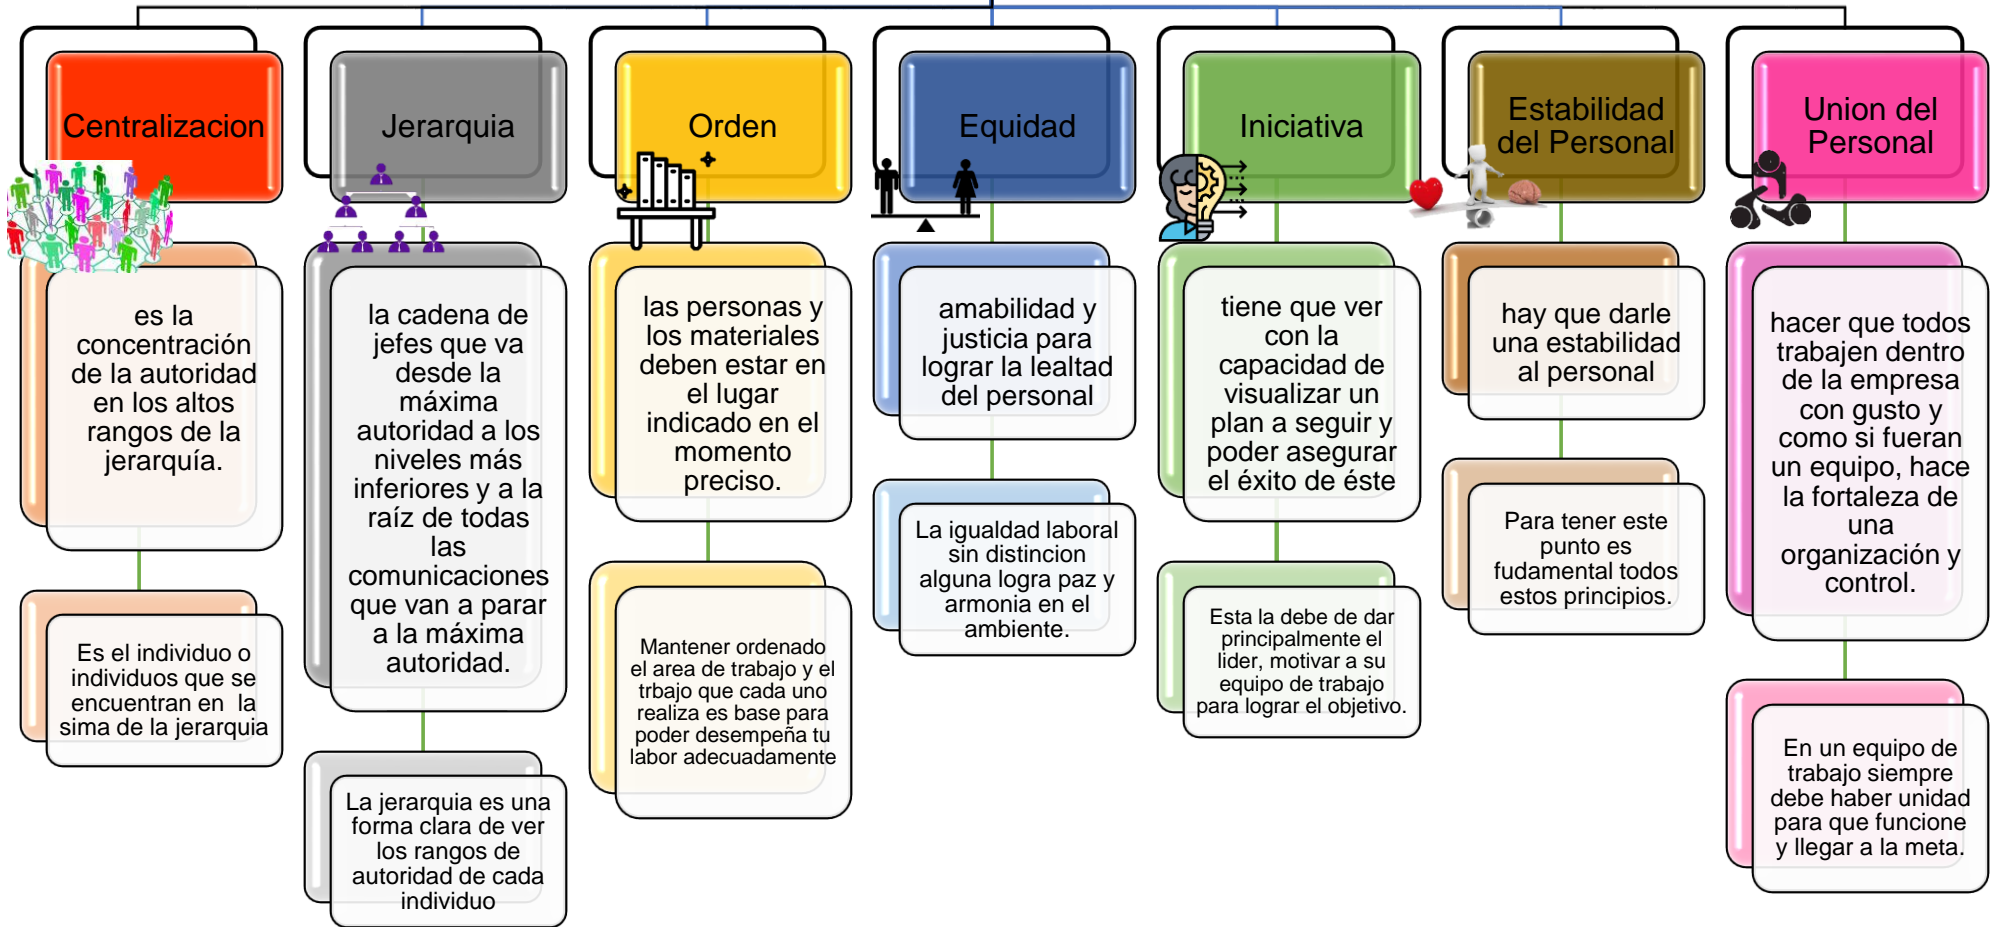 Centralizacion
es la
concentración
de la autoridad
en los altos
rangos de la
jerarquía.
Es el individuo o
individuos que se
encuentran en  la
sima de la jerarquia
Jerarquia
la cadena de
jefes que va
desde la
máxima
autoridad a los
niveles más
inferiores y a la
raíz de todas
las
comunicaciones
que van a parar
a la máxima
autoridad.
La jerarquia es una
forma clara de ver
los rangos de
autoridad de cada
individuo
Orden
las personas y
los materiales
deben estar en
el lugar
indicado en el
momento
preciso.
Mantener ordenado
el area de trabajo y el
trbajo que cada uno
realiza es base para
poder desempeña tu
labor adecuadamente
Equidad
amabilidad y
justicia para
lograr la lealtad
del personal
La igualdad laboral
sin distincion
alguna logra paz y
armonia en el
ambiente.
Iniciativa
tiene que ver
con la
capacidad de
visualizar un
plan a seguir y
poder asegurar
el éxito de éste
Esta la debe de dar
principalmente el
lider, motivar a su
equipo de trabajo
para lograr el objetivo.
Estabilidad
del Personal
hay que darle
una estabilidad
al personal
Para tener este
punto es
fudamental todos
estos principios.
Union del
Personal
hacer que todos
trabajen dentro
de la empresa
con gusto y
como si fueran
un equipo, hace
la fortaleza de
una
organización y
control.
En un equipo de
trabajo siempre
debe haber unidad
para que funcione
y llegar a la meta.